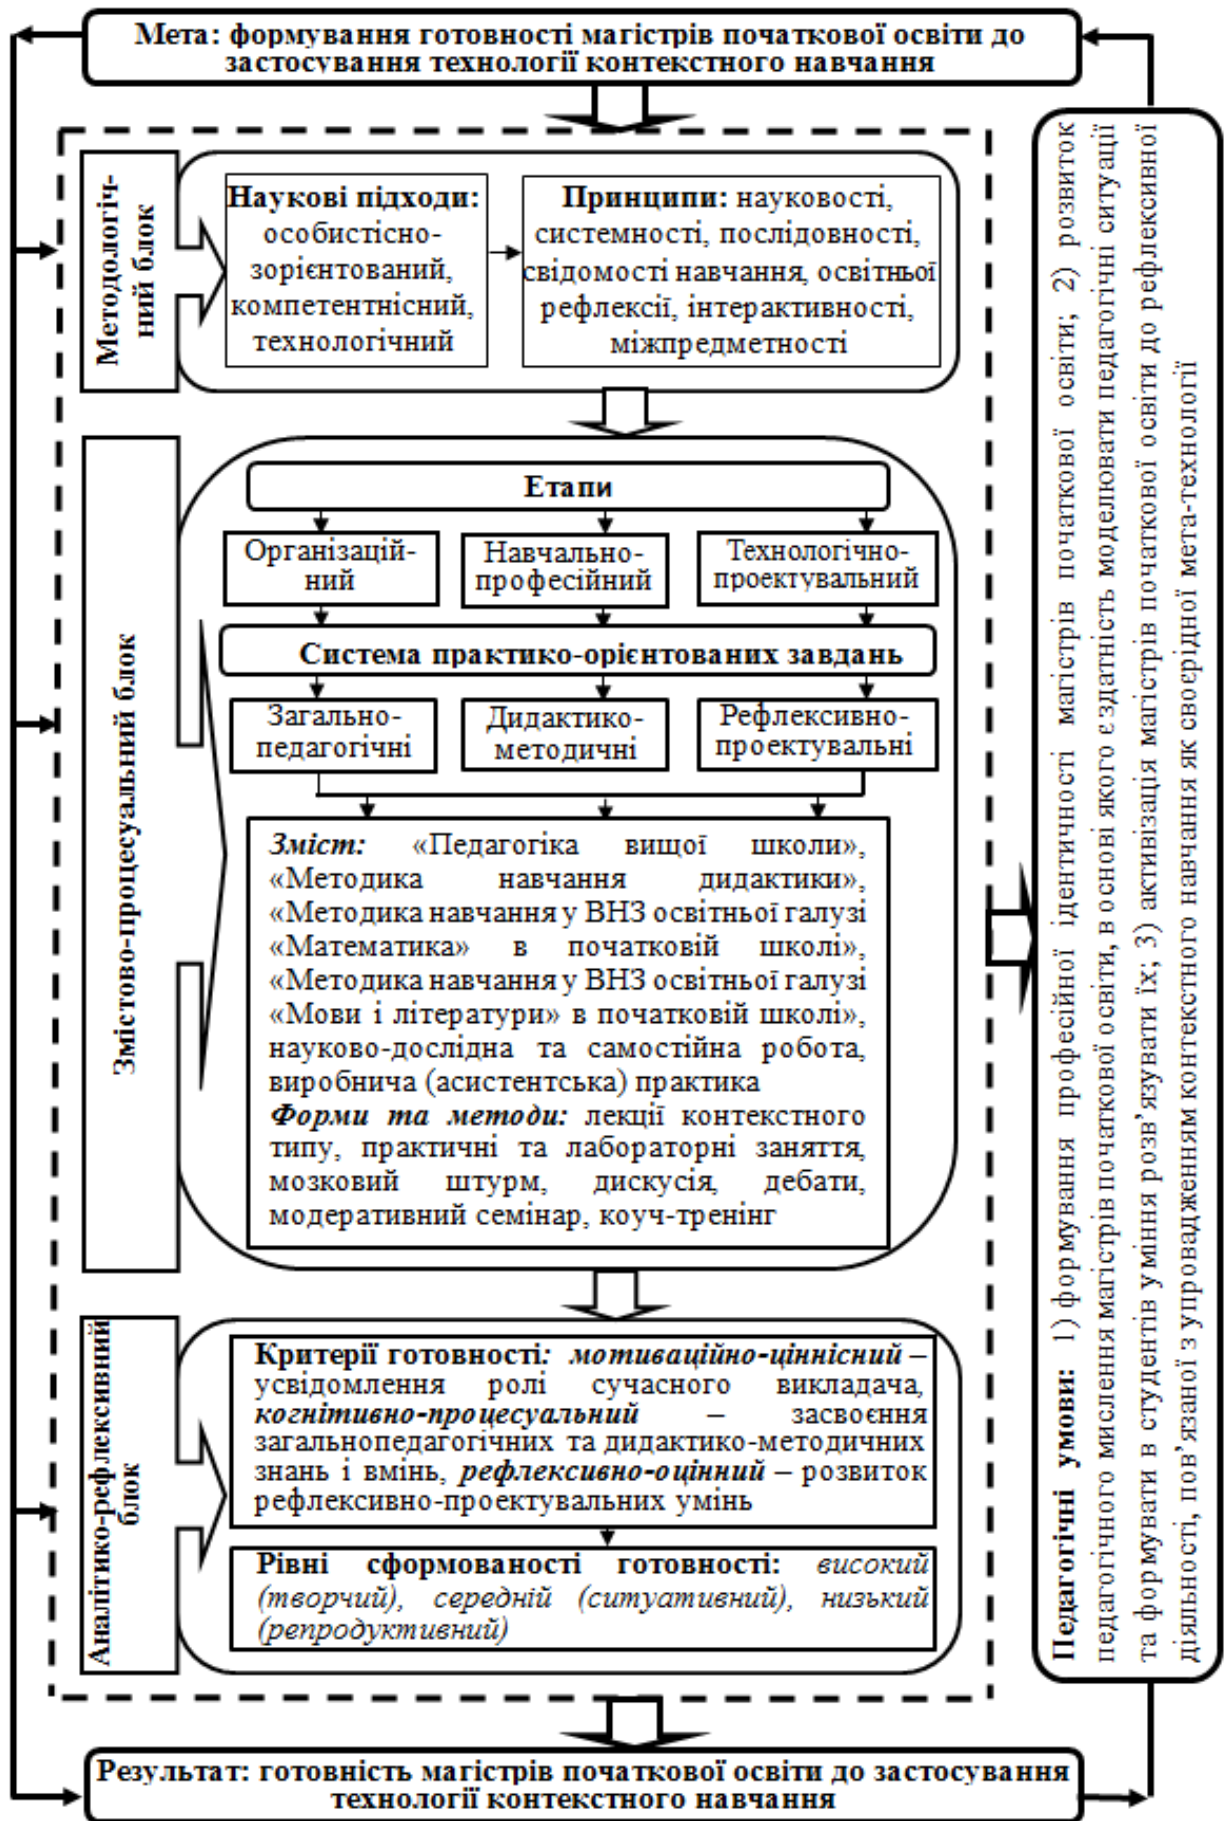 Мета: формування готовності магістрів початкової освіти до
застосування технології контекстного навчання
Методологіч-
ний блок
Наукові підходи:
особистісно-
зорієнтований,
компетентнісний,
технологічний
Принципи: науковості,
системності, послідовності,
свідомості навчання, освітньої
рефлексії, інтерактивності,
міжпредметності
Змістово-процесуальний блок
Етапи
Організацій-
ний
Навчально-
професійний
Технологічно-
проектувальний
Система практико-орієнтованих завдань
Загально-
педагогічні
Дидактико-
методичні
Рефлексивно-
проектувальні
Зміст: «Педагогіка вищої школи»,
«Методика навчання дидактики»,
«Методика навчання у ВНЗ освітньої галузі
«Математика» в початковій школі»,
«Методика навчання у ВНЗ освітньої галузі
«Мови і літератури» в початковій школі»,
науково-дослідна та самостійна робота,
виробнича (асистентська) практика
Форми та методи: лекції контекстного
типу, практичні та лабораторні заняття,
мозковий штурм, дискусія, дебати,
модеративний семінар, коуч-тренінг
Аналітико-рефлексивний
блок
Критерії готовності: мотиваційно-ціннісний –
усвідомлення ролі сучасного викладача,
когнітивно-процесуальний – засвоєння
загальнопедагогічних та дидактико-методичних
знань і вмінь, рефлексивно-оцінний – розвиток
рефлексивно-проектувальних умінь
Рівні сформованості готовності: високий
(творчий), середній (ситуативний), низький
(репродуктивний)
Педагогічні умови: 1) формування професійної ідентичності магістрів початкової освіти; 2) розвиток
педагогічного мислення магістрів початкової освіти, в основі якого є здатність моделювати педагогічні ситуації
та формувати в студентів уміння розв’язувати їх; 3) активізація магістрів початкової освіти до рефлексивної
діяльності, пов’язаної з упровадженням контекстного навчання як своєрідної мета-технології
Результат: готовність магістрів початкової освіти до застосування
технології контекстного навчання